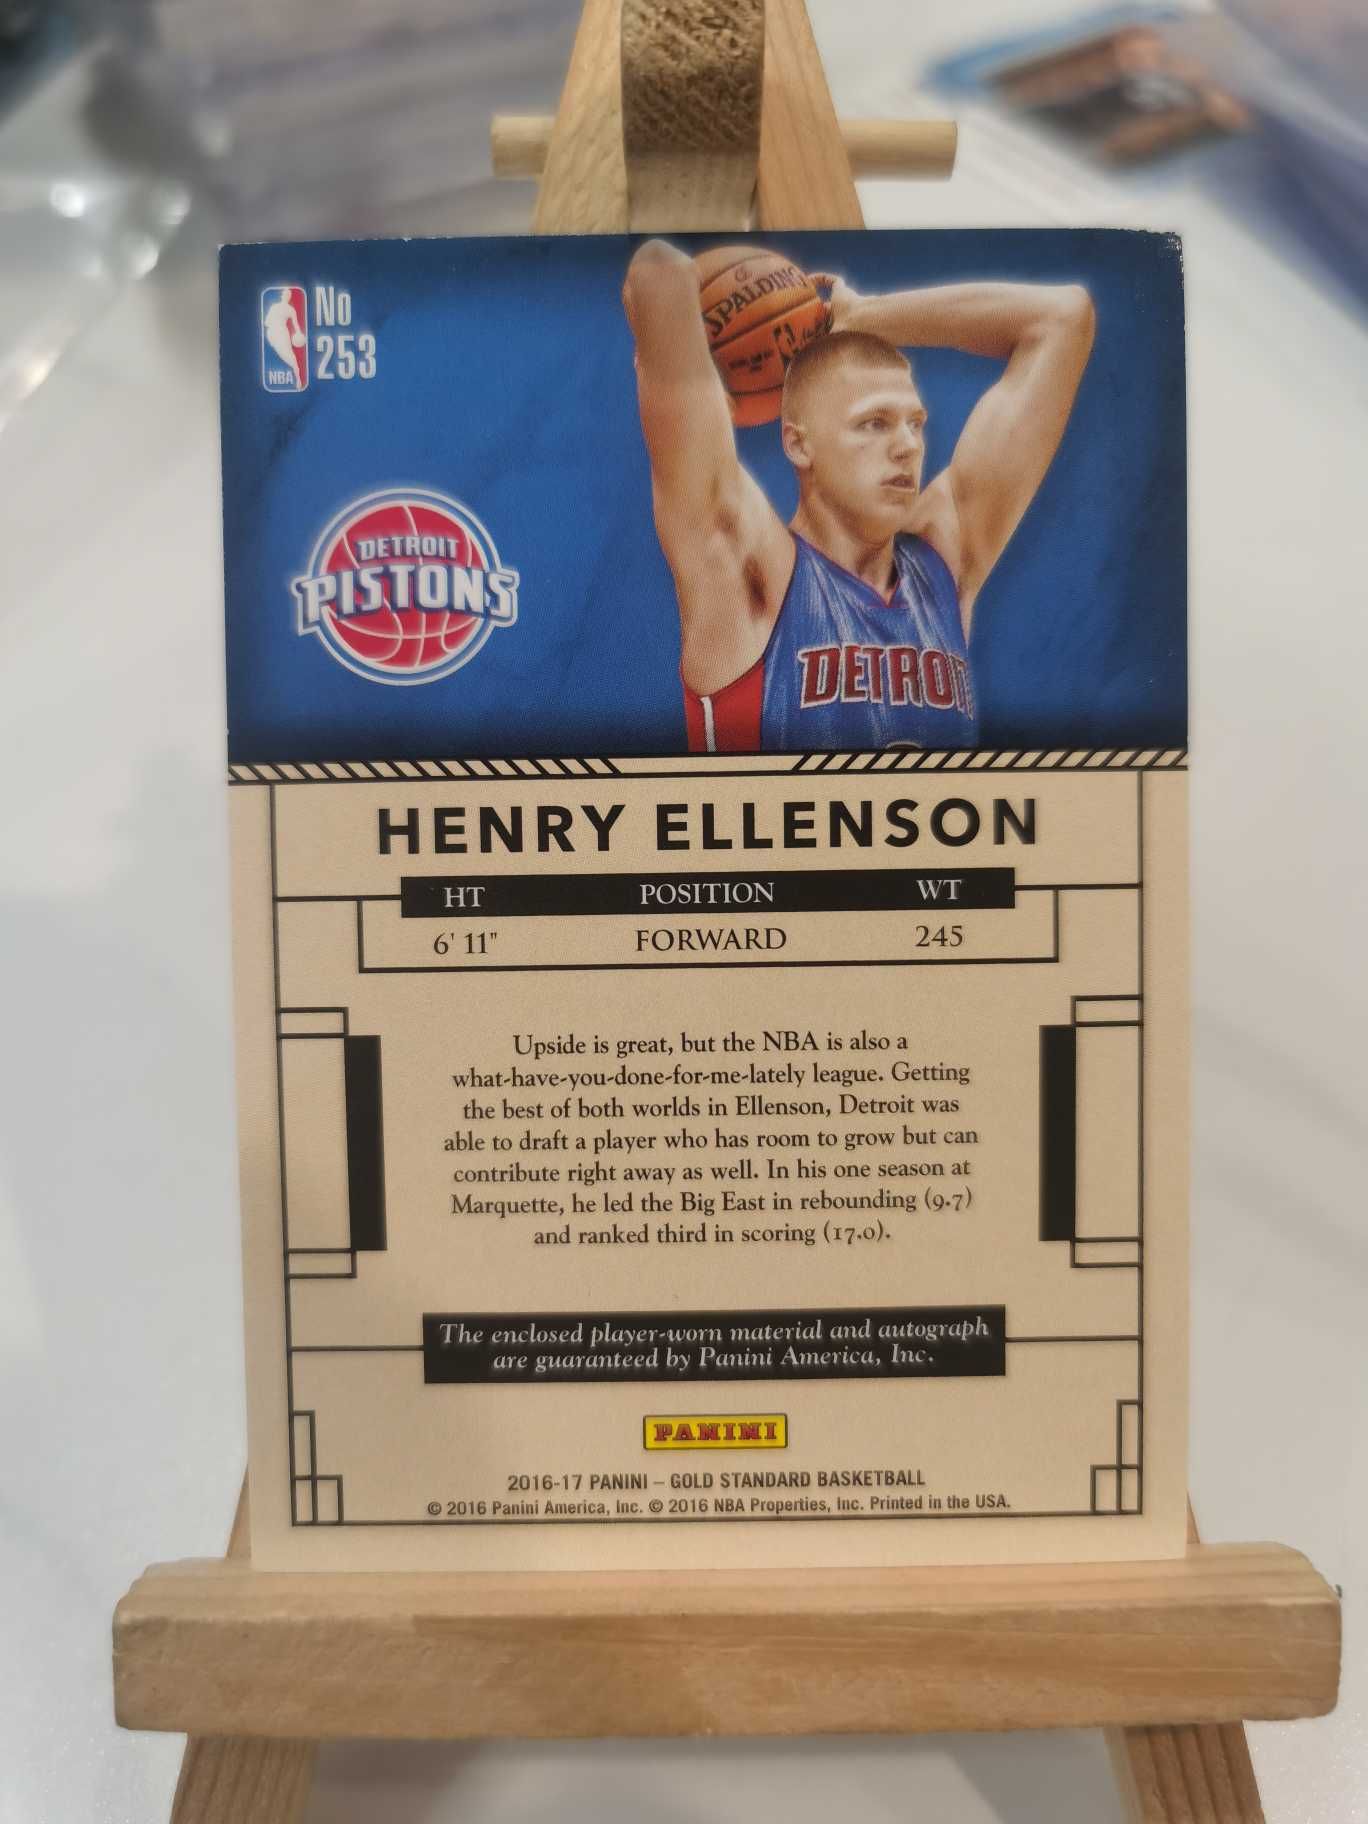 NBA
No
253
SPALDING
DETROIT
PISTONS
DETROIT
HENRY ELLENSON
HT POSITION WT
6' 11" FORWARD 245
Upside is great, but the NBA is also a
what-have-you-done-for-me-lately league. Getting
the best of both worlds in Ellenson, Detroit was
able to draft a player who has room to grow but can
contribute right away as well. In his one season at
Marquette, he led the Big East in rebounding (9.7)
and ranked third in scoring (17.0).
The enclosed player-worn material and autograph
are guaranteed by Panini America, Inc.
PANINI
2016-17 PANINI – GOLD STANDARD BASKETBALL
© 2016 Panini America, Inc. © 2016 NBA Properties, Inc. Printed in the USA.